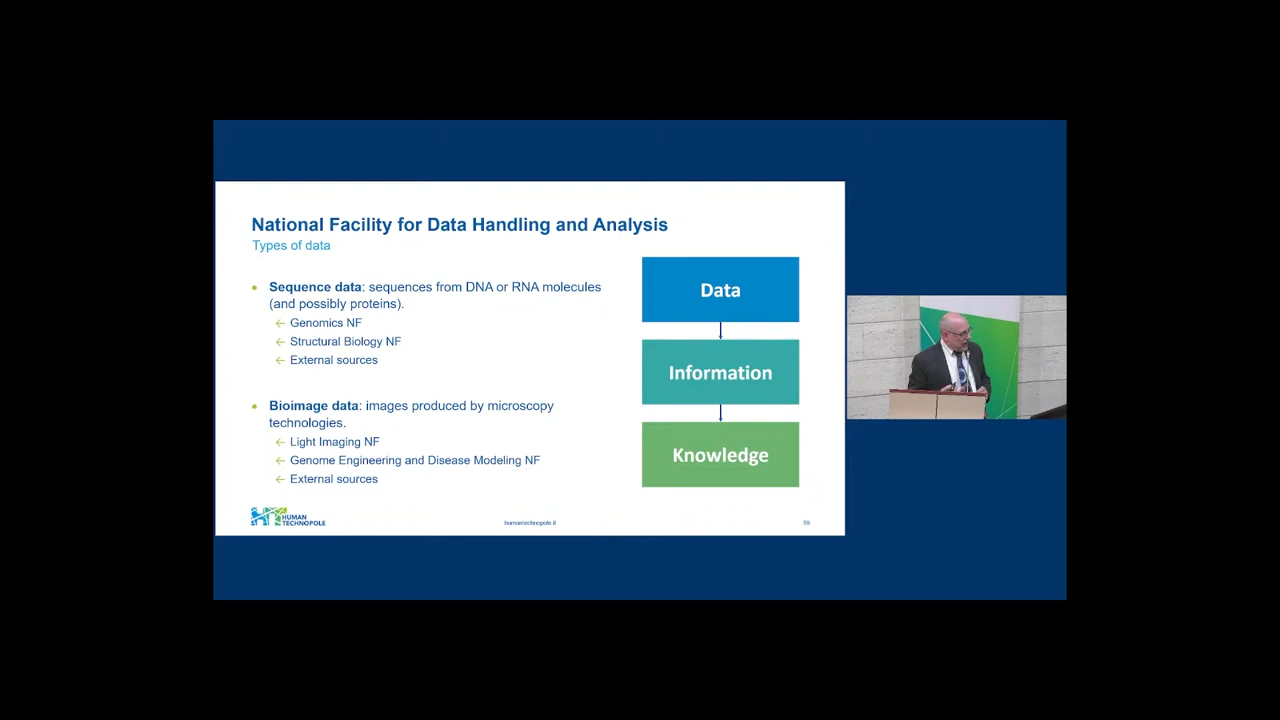 National Facility for Data Handling and Analysis
Types of data
• Sequence data: sequences from DNA or RNA molecules
(and possibly proteins).
← Genomics NF
← Structural Biology NF
← External sources
• Bioimage data: images produced by microscopy
technologies.
← Light Imaging NF
← Genome Engineering and Disease Modeling NF
← External sources
Data
Information
Knowledge
HT HUMAN
TECHNOPOLE
humantechnopole.it